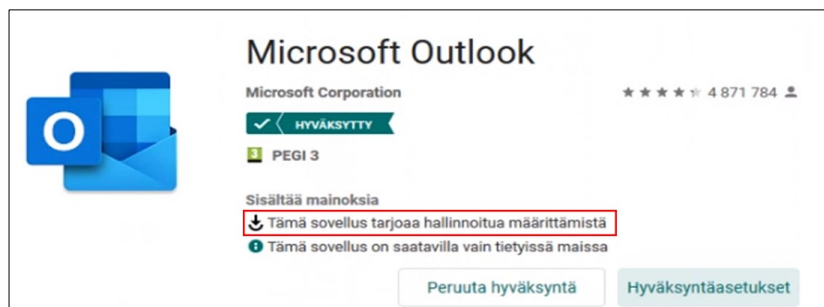 Microsoft Outlook
Microsoft Corporation
4 871 784
HYVÄKSYTTY
3 PEGI 3
Sisältää mainoksia
Tämä sovellus tarjoaa hallinnoitua määrittämistä
Tämä sovellus on saatavilla vain tietyissä maissa
Peruuta hyväksyntä
Hyväksyntäasetukset
O